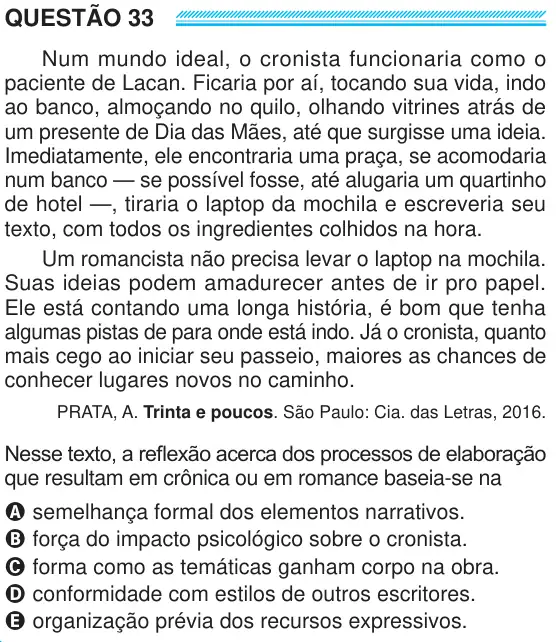 QUESTÃO 33
Num mundo ideal, o cronista funcionaria como o
paciente de Lacan. Ficaria por aí, tocando sua vida, indo
ao banco, almoçando no quilo, olhando vitrines atrás de
um presente de Dia das Mães, até que surgisse uma ideia.
Imediatamente, ele encontraria uma praça, se acomodaria
num banco — se possível fosse, até alugaria um quartinho
de hotel —, tiraria o laptop da mochila e escreveria seu
texto, com todos os ingredientes colhidos na hora.
Um romancista não precisa levar o laptop na mochila.
Suas ideias podem amadurecer antes de ir pro papel.
Ele está contando uma longa história, é bom que tenha
algumas pistas de para onde está indo. Já o cronista, quanto
mais cego ao iniciar seu passeio, maiores as chances de
conhecer lugares novos no caminho.
PRATA, A. Trinta e poucos. São Paulo: Cia. das Letras, 2016.
Nesse texto, a reflexão acerca dos processos de elaboração
que resultam em crônica ou em romance baseia-se na
A semelhança formal dos elementos narrativos.
B força do impacto psicológico sobre o cronista.
C forma como as temáticas ganham corpo na obra.
D conformidade com estilos de outros escritores.
E organização prévia dos recursos expressivos.